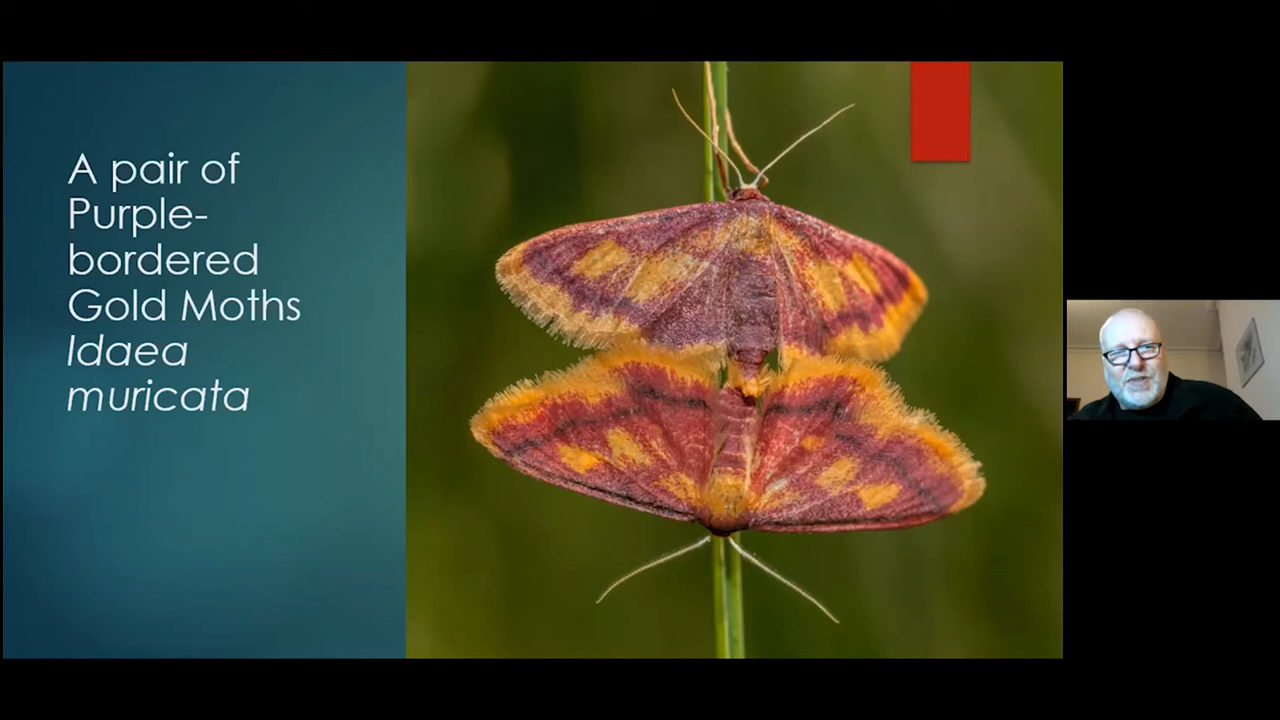 A pair of
Purple-
bordered
Gold Moths
Idaea
muricata